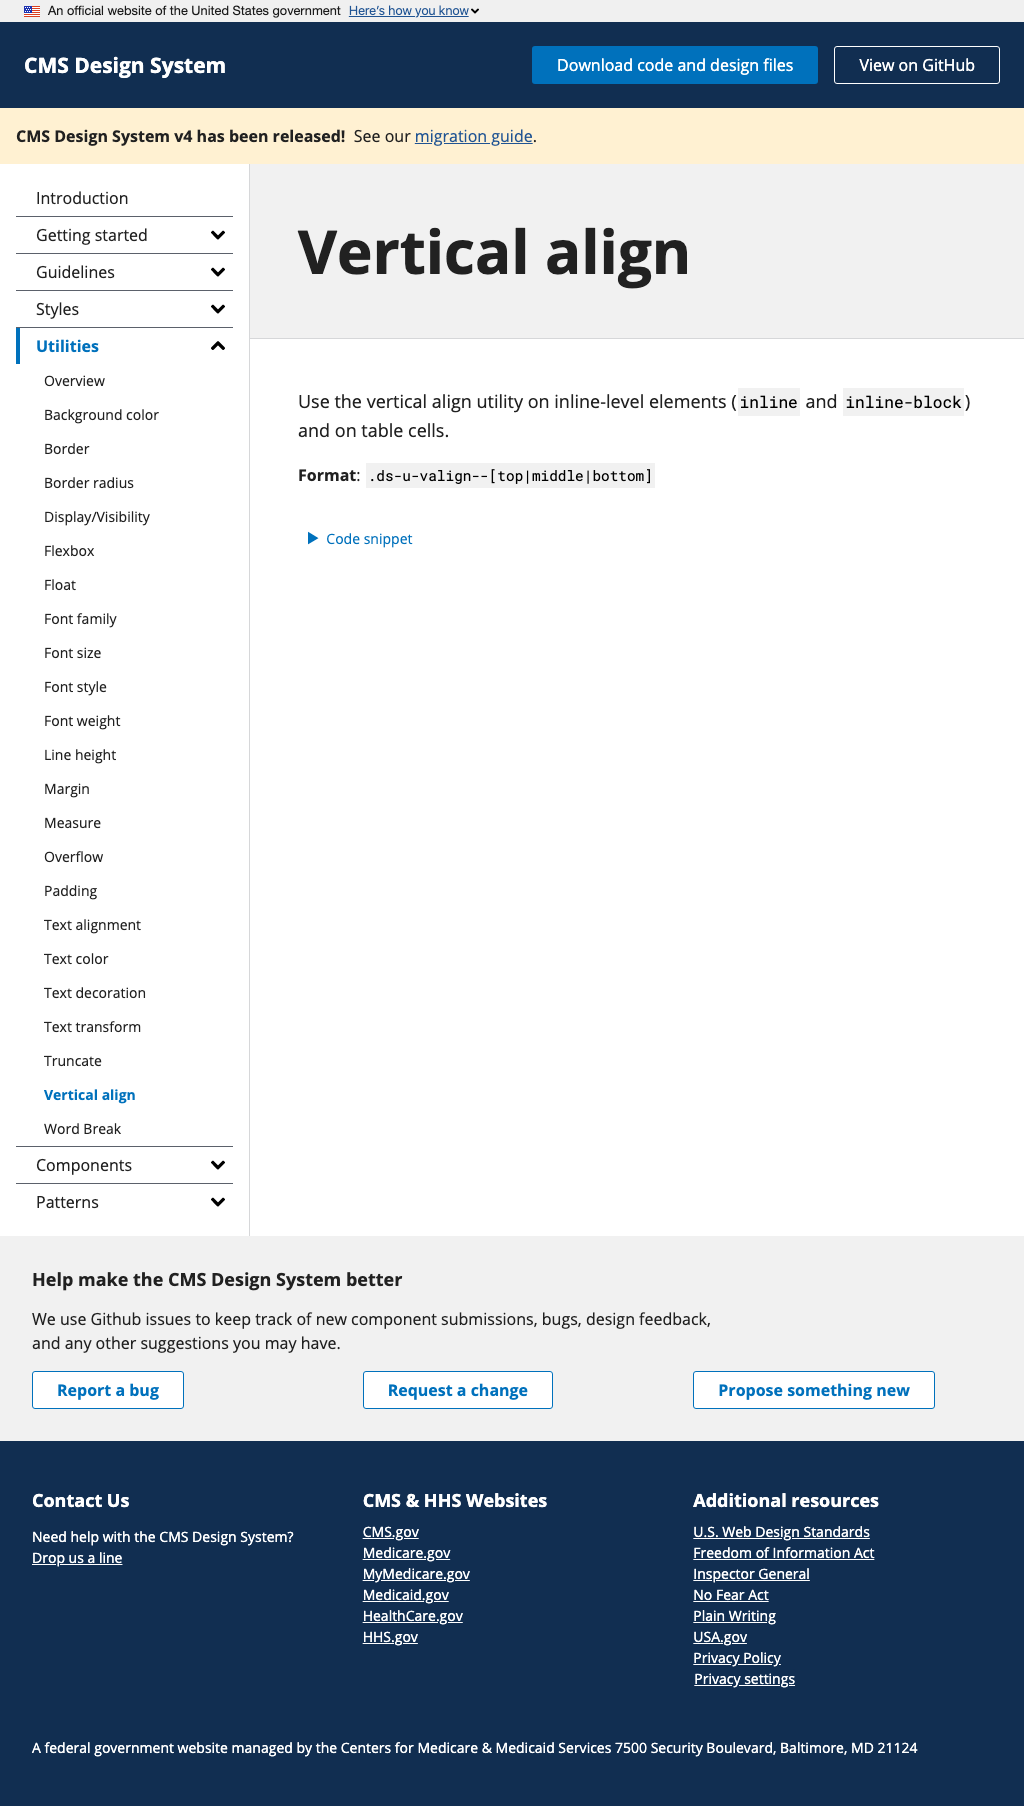 An official website of the United States government Here's how you know
CMS Design System
Download code and design files
View on GitHub
CMS Design System v4 has been released! See our migration guide.
Introduction
Getting started
Guidelines
Styles
Utilities
Overview
Background color
Border
Border radius
Display/Visibility
Flexbox
Float
Font family
Font size
Font style
Font weight
Line height
Margin
Measure
Overflow
Padding
Text alignment
Text color
Text decoration
Text transform
Truncate
Vertical align
Word Break
Components
Patterns
Vertical align
Use the vertical align utility on inline-level elements (inline and inline-block)
and on table cells.
Format: .ds-u-valign--[top|middle|bottom]
Code snippet
Help make the CMS Design System better
We use Github issues to keep track of new component submissions, bugs, design feedback,
and any other suggestions you may have.
Report a bug
Request a change
Propose something new
Contact Us
Need help with the CMS Design System?
Drop us a line
CMS & HHS Websites
CMS.gov
Medicare.gov
MyMedicare.gov
Medicaid.gov
HealthCare.gov
HHS.gov
Additional resources
U.S. Web Design Standards
Freedom of Information Act
Inspector General
No Fear Act
Plain Writing
USA.gov
Privacy Policy
Privacy settings
A federal government website managed by the Centers for Medicare & Medicaid Services 7500 Security Boulevard, Baltimore, MD 21124